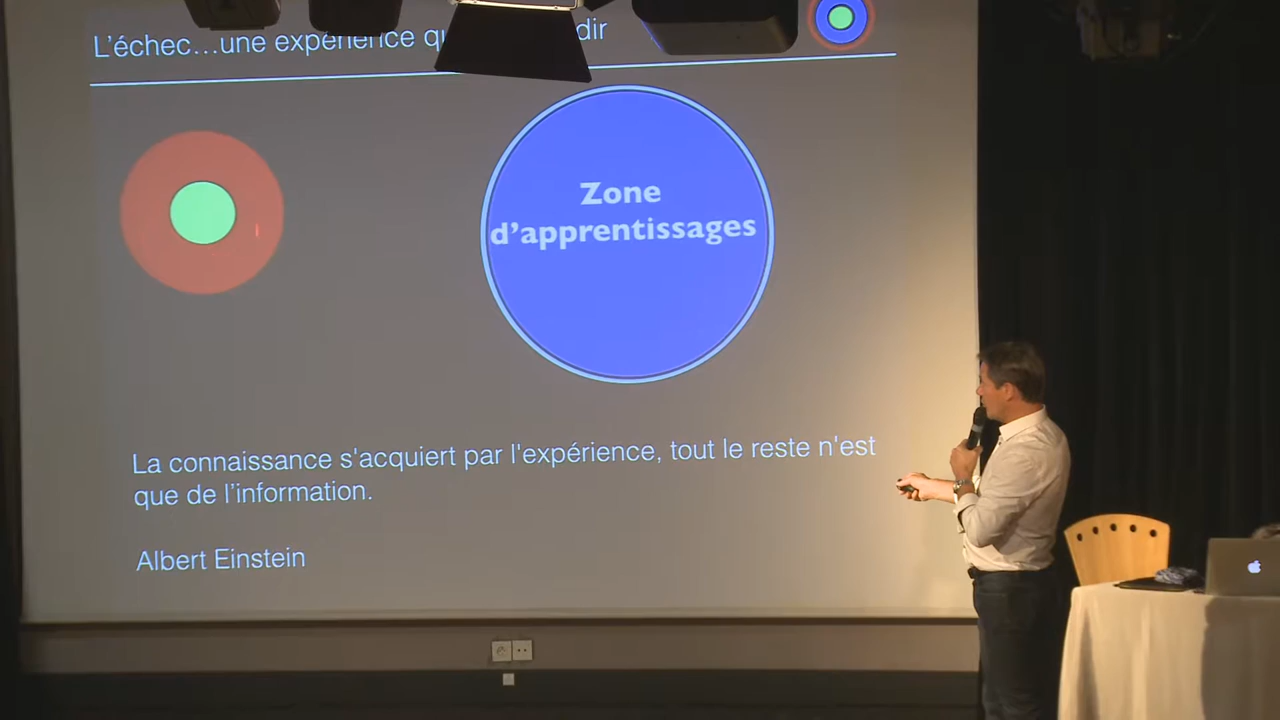 L'échec...une expérience
Zone
d'apprentissages
La connaissance s'acquiert par l'expérience, tout le reste n'est
que de l'information.
Albert Einstein